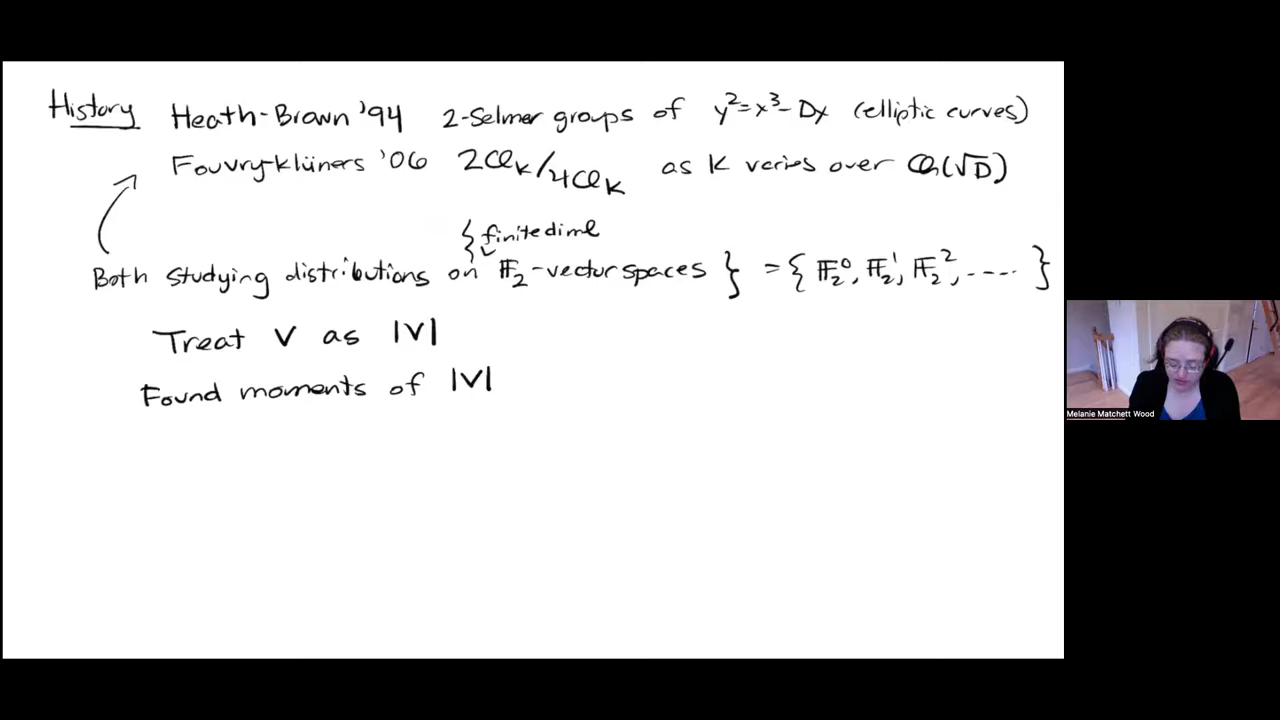 History Heath-Brown '94 2-Selmer groups of y²=x³-Dx (elliptic curves)
Fouvry-Klüners '06 2Cl_K/4Cl_K as K varies over Q(√D)
{ finite diml
Both studying distributions on F₂-vector spaces } = { F₂⁰, F₂¹, F₂², ---- }
Treat V as |V|
Found moments of |V|
Melanie Matchett Wood